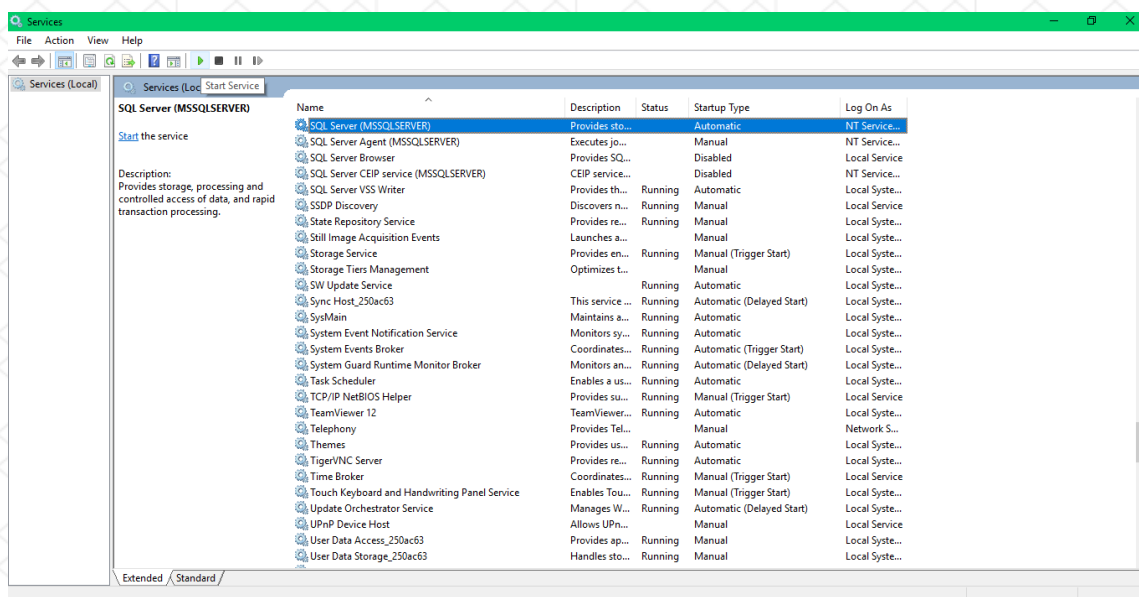 Services
File Action View Help
Start Service
Services (Local)
Services (Loc
SQL Server (MSSQLSERVER)
Start the service
Description:
Provides storage, processing and
controlled access of data, and rapid
transaction processing.
Name Description Status Startup Type Log On As
SQL Server (MSSQLSERVER) Provides sto... Automatic NT Service...
SQL Server Agent (MSSQLSERVER) Executes jo... Manual NT Service...
SQL Server Browser Provides SQ... Disabled Local Service
SQL Server CEIP service (MSSQLSERVER) CEIP service... Disabled NT Service...
SQL Server VSS Writer Provides th... Running Automatic Local Syste...
SSDP Discovery Discovers n... Running Manual Local Service
State Repository Service Provides re... Running Manual Local Syste...
Still Image Acquisition Events Launches a... Manual Local Syste...
Storage Service Provides en... Running Manual (Trigger Start) Local Syste...
Storage Tiers Management Optimizes t... Manual Local Syste...
SW Update Service Running Automatic Local Syste...
Sync Host_250ac63 This service ... Running Automatic (Delayed Start) Local Syste...
SysMain Maintains a... Running Automatic Local Syste...
System Event Notification Service Monitors sy... Running Automatic Local Syste...
System Events Broker Coordinates... Running Automatic (Trigger Start) Local Syste...
System Guard Runtime Monitor Broker Monitors an... Running Automatic (Delayed Start) Local Syste...
Task Scheduler Enables a us... Running Automatic Local Syste...
TCP/IP NetBIOS Helper Provides su... Running Manual (Trigger Start) Local Service
TeamViewer 12 TeamViewer... Running Automatic Local Syste...
Telephony Provides Tel... Manual Network S...
Themes Provides us... Running Automatic Local Syste...
TigerVNC Server Provides re... Running Automatic Local Syste...
Time Broker Coordinates... Running Manual (Trigger Start) Local Service
Touch Keyboard and Handwriting Panel Service Enables Tou... Running Manual (Trigger Start) Local Syste...
Update Orchestrator Service Manages W... Running Automatic (Delayed Start) Local Syste...
UPnP Device Host Allows UPn... Manual Local Service
User Data Access_250ac63 Provides ap... Running Manual Local Syste...
User Data Storage_250ac63 Handles sto... Running Manual Local Syste...
Extended Standard